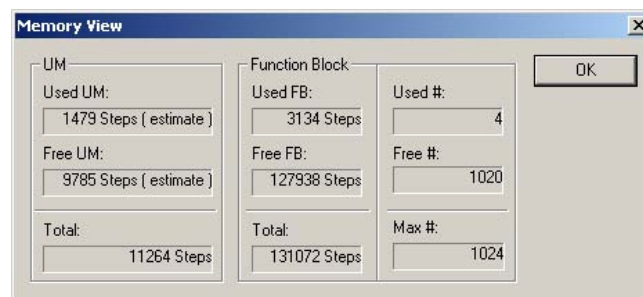 Memory View
OK
UM
Used UM:
1479 Steps ( estimate )
Free UM:
9785 Steps ( estimate )
Total:
11264 Steps
Function Block
Used FB:
3134 Steps
Free FB:
127938 Steps
Total:
131072 Steps
Used #:
4
Free #:
1020
Max #:
1024